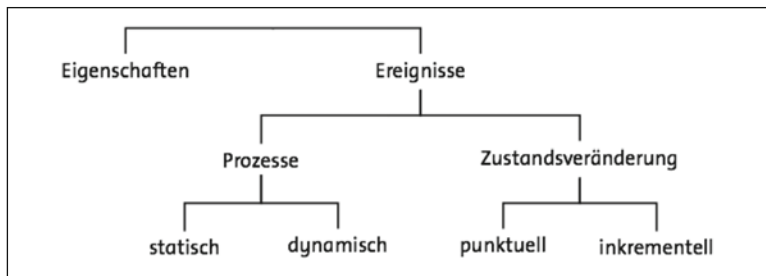 Eigenschaften Ereignisse
Prozesse Zustandsveränderung
statisch dynamisch punktuell inkrementell